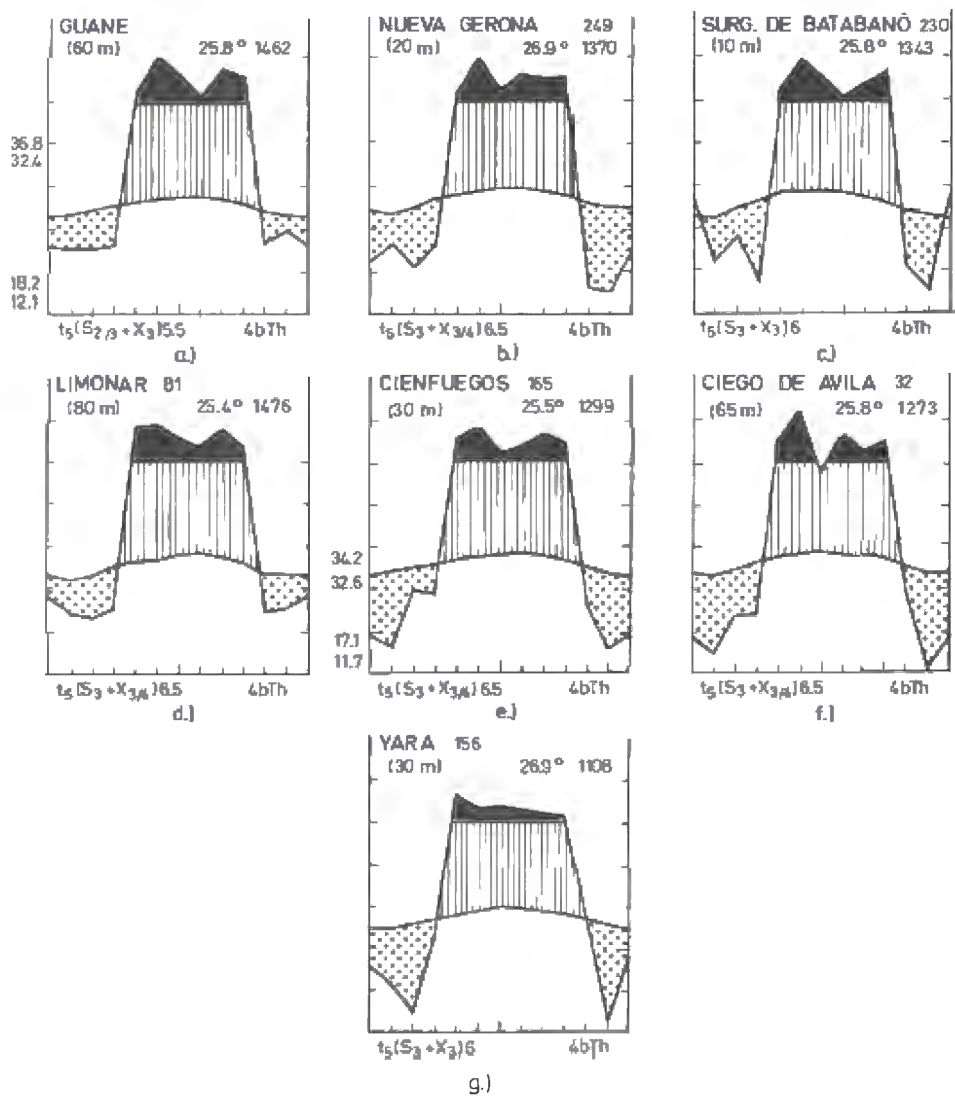 GUANE
(60 m) 25.8° 1462
36.8
32.4
18.2
12.1
t₅(S₂/₃+X₃)5.5 4bTh
a.)
NUEVA GERONA 249
(20 m) 26.9° 1370
t₅(S₃+X₃/₄)6.5 4bTh
b.)
SURG. DE BATABANÓ 230
(10 m) 25.8° 1343
t₅(S₃+X₃)6 4bTh
c.)
LIMONAR 81
(80 m) 25.4° 1476
t₅(S₃+X₃/₄)6.5 4bTh
d.)
CIENFUEGOS 165
(30 m) 25.5° 1299
34.2
32.6
17.1
11.7
t₅(S₃+X₃/₄)6.5 4bTh
e.)
CIEGO DE AVILA 32
(65 m) 25.8° 1273
t₅(S₃+X₃/₄)6.5 4bTh
f.)
YARA 156
(30 m) 26.9° 1108
t₅(S₃+X₃)6 4bTh
g.)